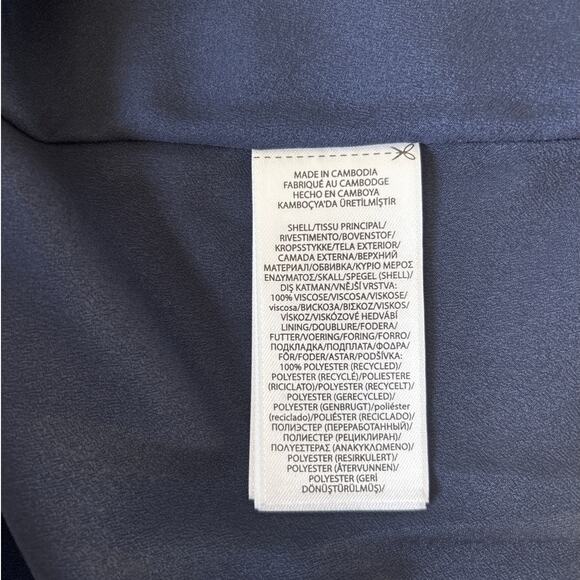 MADE IN CAMBODIA
FABRIQUÉ AU CAMBODGE
HECHO EN CAMBOYA
KAMBOÇYA'DA ÜRETİLMİŞTİR
SHELL/TISSU PRINCIPAL/
RIVESTIMENTO/BOVENSTOF/
KROPSSTYKKE/TELA EXTERIOR/
CAMADA EXTERNA/ВЕРХНИЙ
МАТЕРИАЛ/ОБВИВКА/ΚΥΡΙΟ ΜΕΡΟΣ
ΕΝΔΥΜΑΤΟΣ/SKALL/SPEGEL (SHELL)/
DIŞ KATMAN/VNĚJŠÍ VRSTVA:
100% VISCOSE/VISCOSA/VISKOSE/
viscosa/ВИСКОЗА/ΒΙΣΚΟΖ/VISKOS/
VİSKOZ/VISKÓZOVÉ HEDVÁBÍ
LINING/DOUBLURE/FODERA/
FUTTER/VOERING/FORING/FORRO/
ПОДКЛАДКА/ПОДПЛАТА/ΦΟΔΡΑ/
FÔR/FODER/ASTAR/PODŠÍVKA:
100% POLYESTER (RECYCLED)/
POLYESTER (RECYCLÉ)/POLIESTERE
(RICICLATO)/POLYESTER (RECYCELT)/
POLYESTER (GERECYCLED)/
POLYESTER (GENBRUGT)/poliéster
(reciclado)/POLIÉSTER (RECICLADO)/
ПОЛИЭСТЕР (ПЕРЕРАБОТАННЫЙ)/
ПОЛИЕСТЕР (РЕЦИКЛИРАН)/
ΠΟΛΥΕΣΤΕΡΑΣ (ΑΝΑΚΥΚΛΩΜΕΝΟ)/
POLYESTER (RESIRKULERT)/
POLYESTER (ÅTERVUNNEN)/
POLYESTER (GERİ
DÖNÜŞTÜRÜLMÜŞ)/